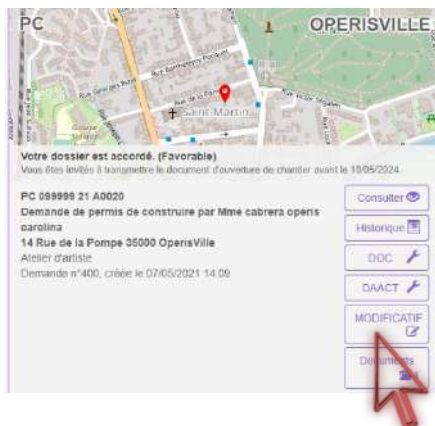 PC OPERISVILLE
Rue de la
Saint-Martin
Votre dossier est accordé. (Favorable)
Vous êtes invités à transmettre le document d'ouverture de chantier avant le 10/05/2024.
PC 099999 21 A0020
Demande de permis de construire par Mme cabrera operis
carolina
14 Rue de la Pompe 35000 OperisVille
Atelier d'artiste
Demande n°400, créée le 07/05/2021 14:09
Consulter
Historique
DOC
DAACT
MODIFICATIF
Documents